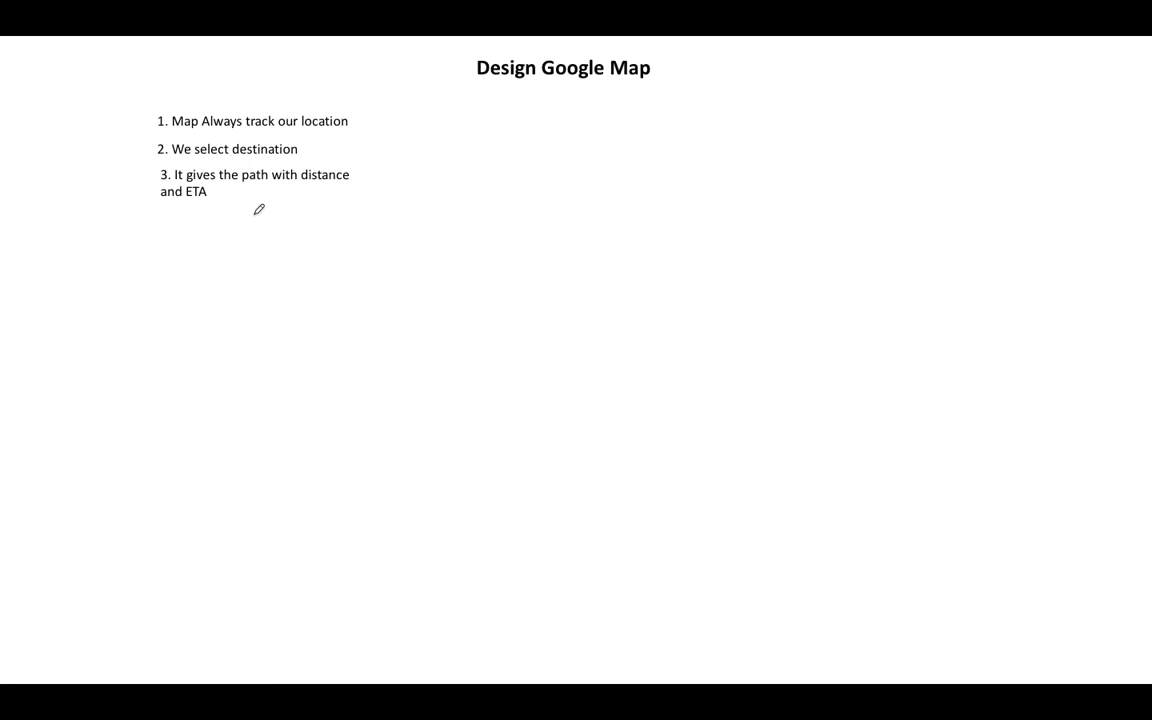 Design Google Map
1. Map Always track our location
2. We select destination
3. It gives the path with distance
and ETA